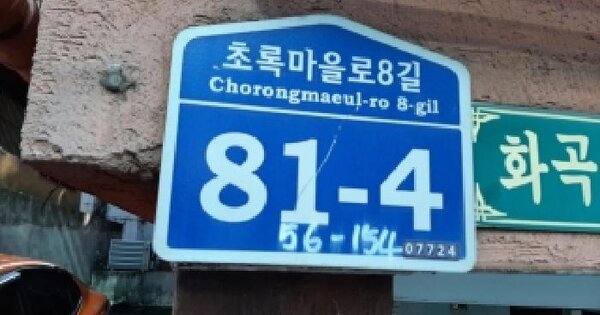 초록마을로8길
Chorongmaeul-ro 8-gil
81-4
56-154
07724
화곡